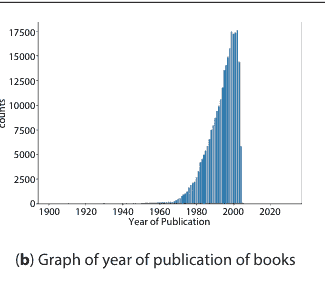 17500
15000
12500
10000
7500
5000
2500
0
counts
1900 1920 1940 1960 1980 2000 2020
Year of Publication
(b) Graph of year of publication of books